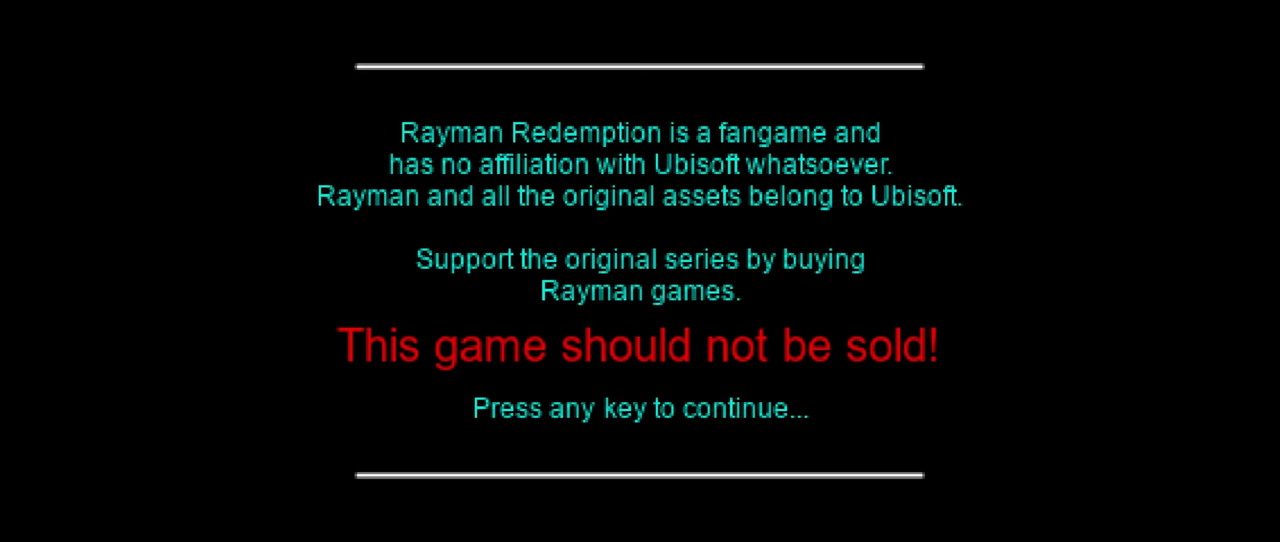 Rayman Redemption is a fangame and
has no affiliation with Ubisoft whatsoever.
Rayman and all the original assets belong to Ubisoft.
Support the original series by buying
Rayman games.
This game should not be sold!
Press any key to continue...